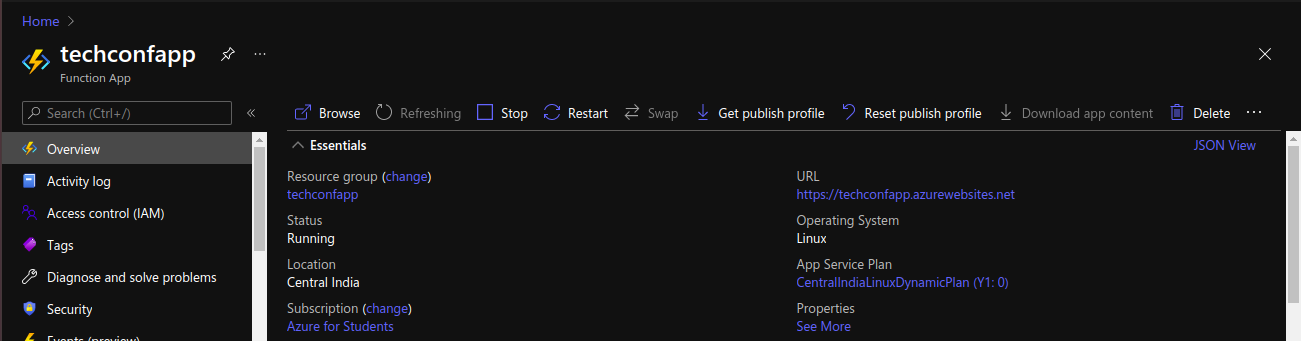 Home >
techconfapp
Function App
Search (Ctrl+/)
«
Overview
Activity log
Access control (IAM)
Tags
Diagnose and solve problems
Security
Events (preview)
Browse Refreshing Stop Restart Swap Get publish profile Reset publish profile Download app content Delete ...
Essentials
JSON View
Resource group (change)
techconfapp
Status
Running
Location
Central India
Subscription (change)
Azure for Students
URL
https://techconfapp.azurewebsites.net
Operating System
Linux
App Service Plan
CentralIndiaLinuxDynamicPlan (Y1: 0)
Properties
See More